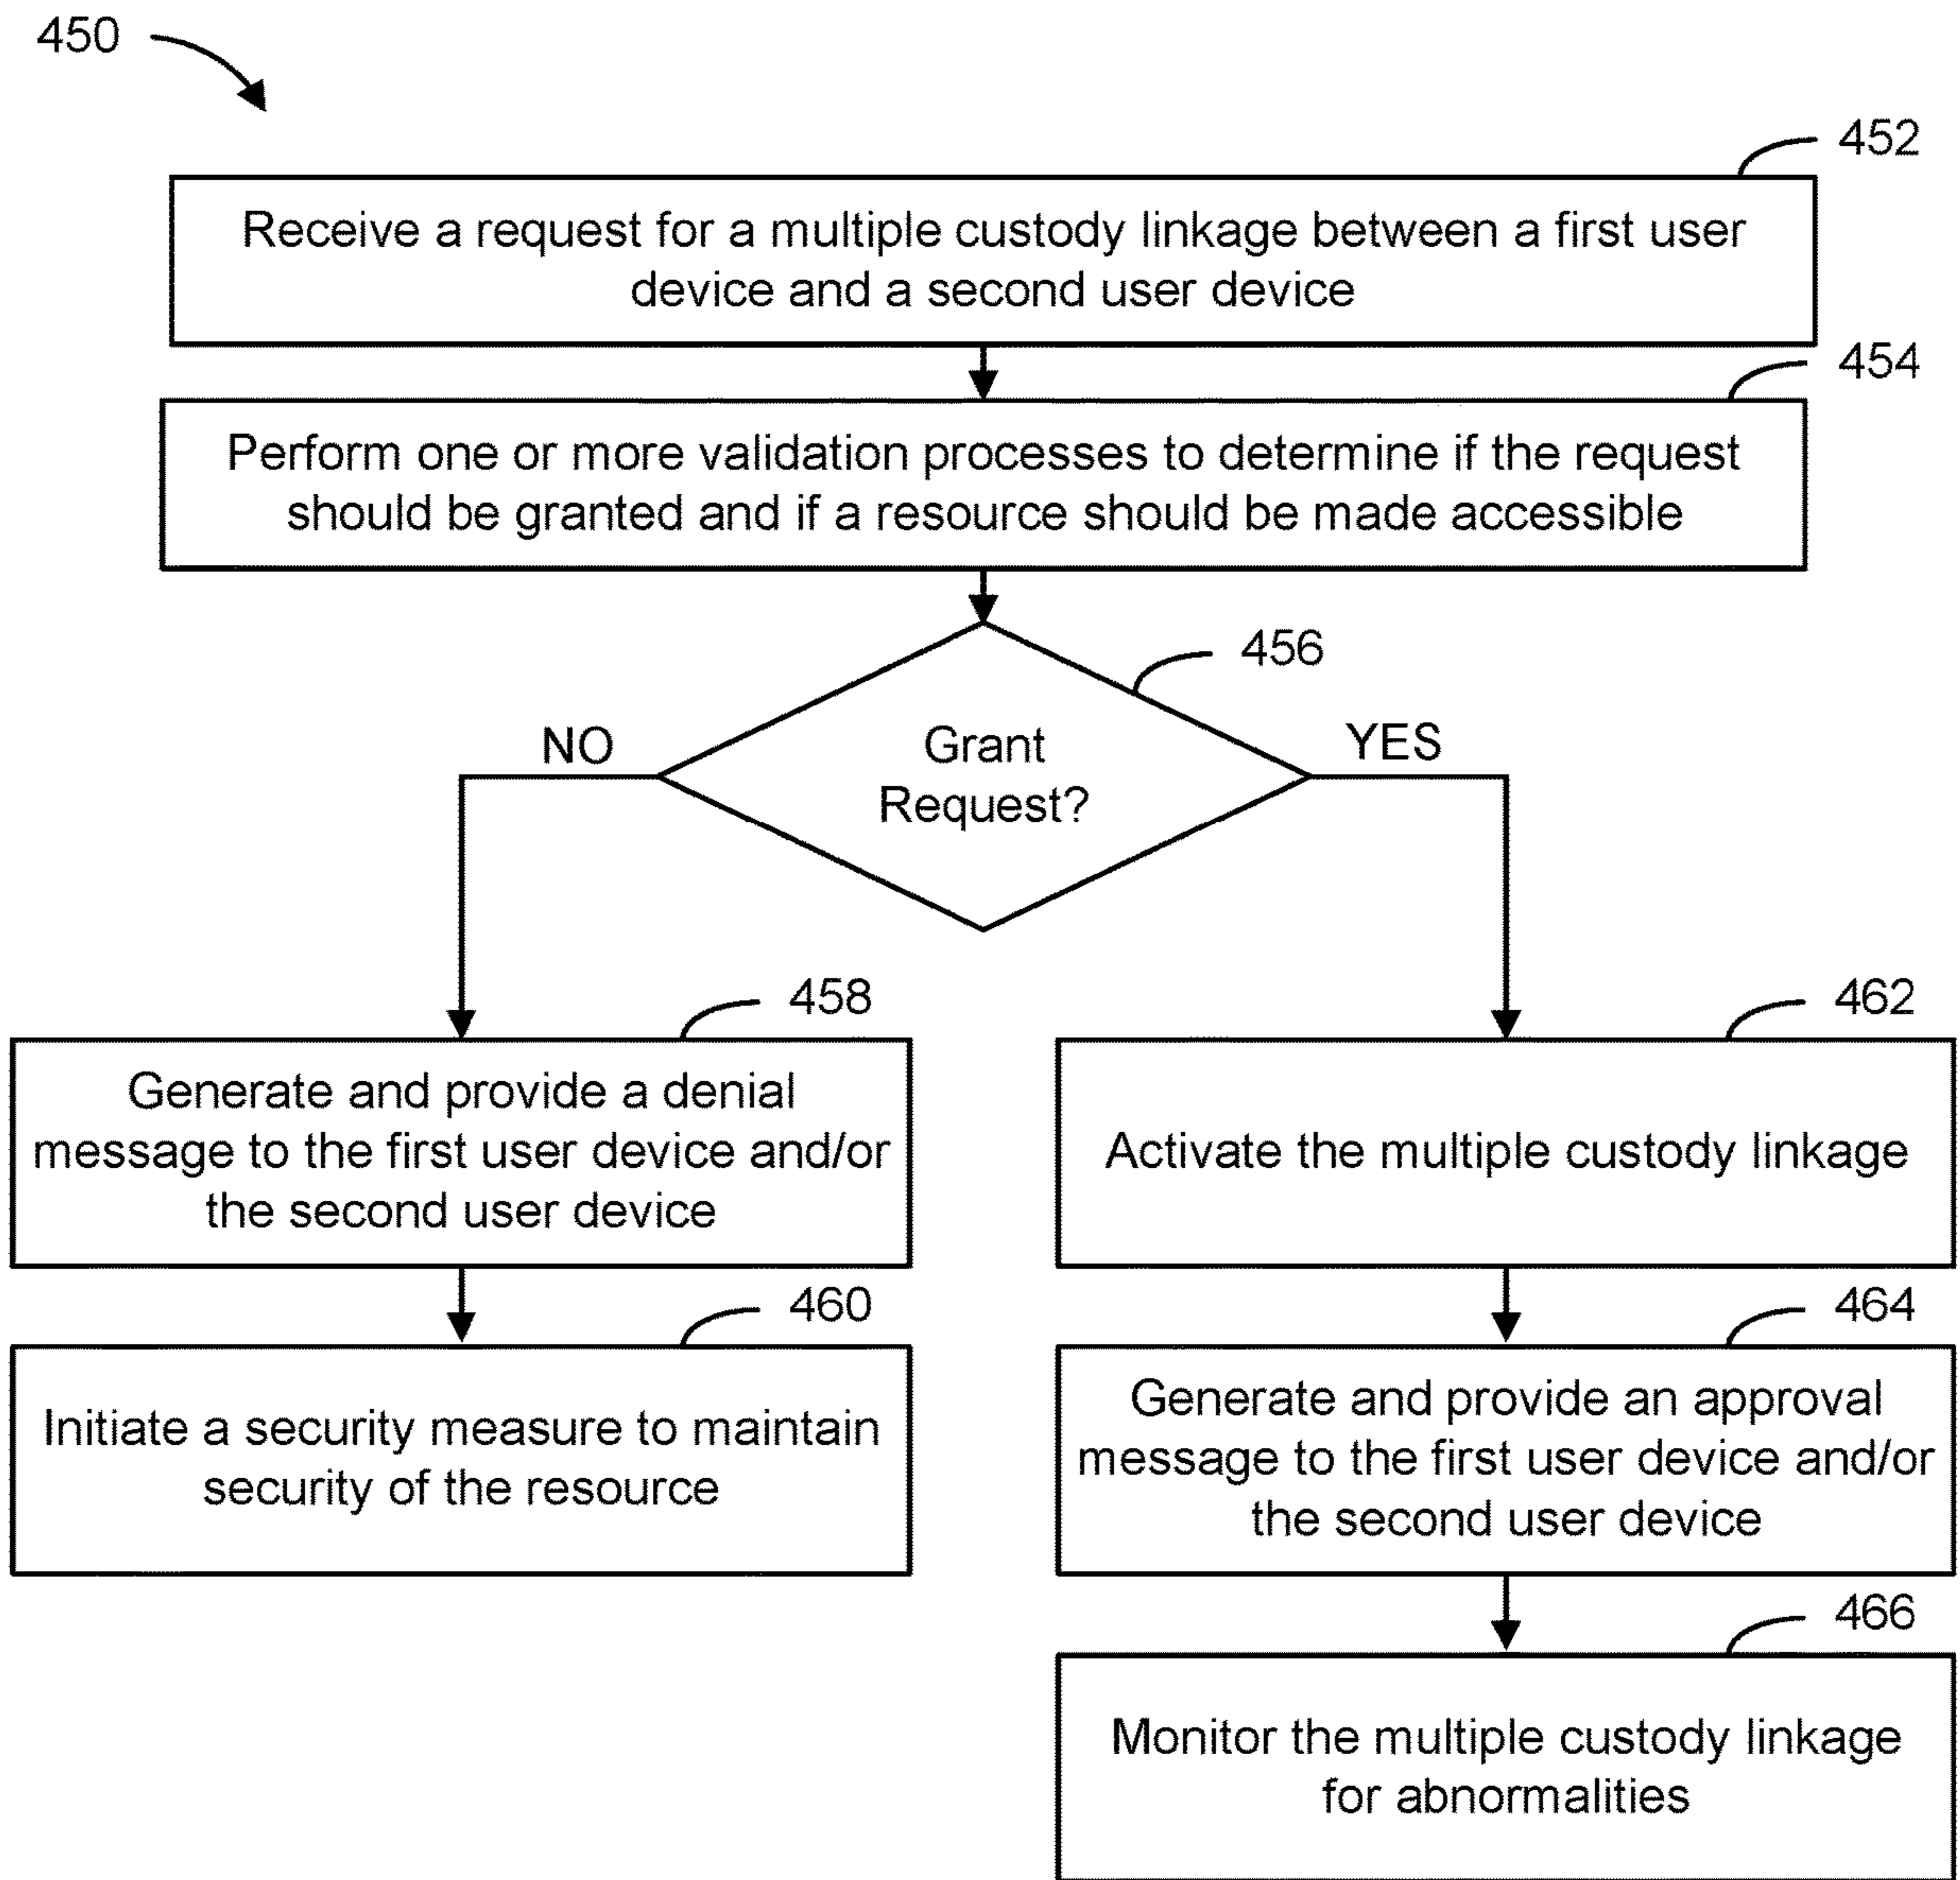 450
452
Receive a request for a multiple custody linkage between a first user
device and a second user device
454
Perform one or more validation processes to determine if the request
should be granted and if a resource should be made accessible
456
NO
Grant
Request?
YES
458
Generate and provide a denial
message to the first user device and/or
the second user device
460
Initiate a security measure to maintain
security of the resource
462
Activate the multiple custody linkage
464
Generate and provide an approval
message to the first user device and/or
the second user device
466
Monitor the multiple custody linkage
for abnormalities